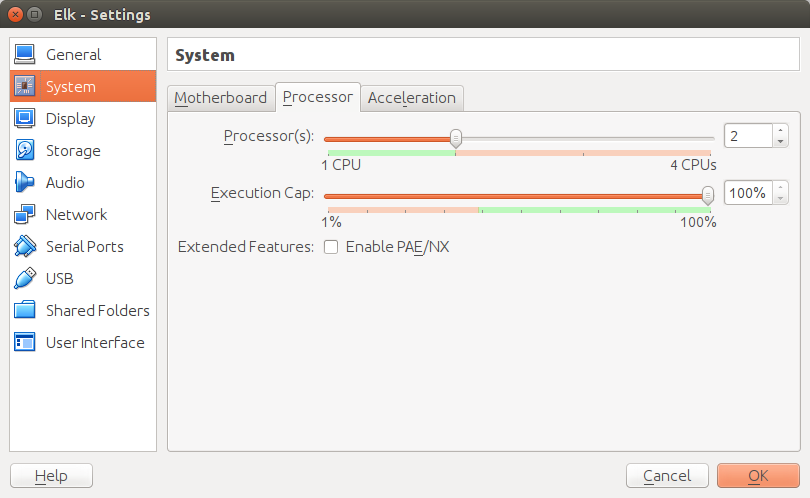 Elk - Settings
General
System
Display
Storage
Audio
Network
Serial Ports
USB
Shared Folders
User Interface
System
Motherboard Processor Acceleration
Processor(s): 2
1 CPU 4 CPUs
Execution Cap: 100%
1% 100%
Extended Features: Enable PAE/NX
Help Cancel OK